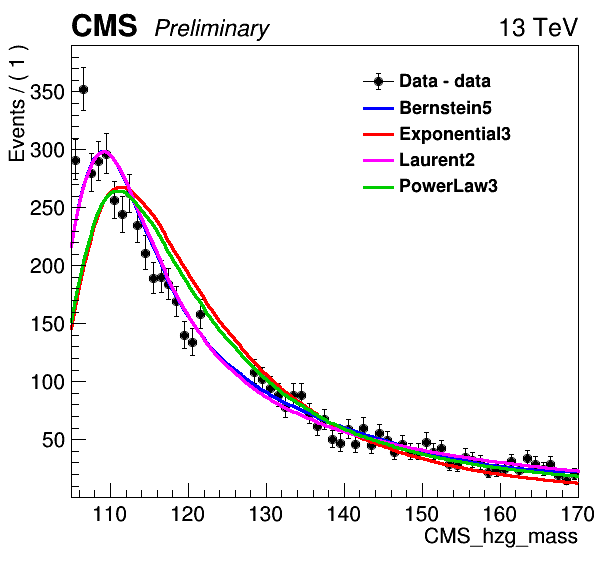 CMS Preliminary 13 TeV
Events / ( 1 )
350
300
250
200
150
100
50
Data - data
Bernstein5
Exponential3
Laurent2
PowerLaw3
110 120 130 140 150 160 170
CMS_hzg_mass